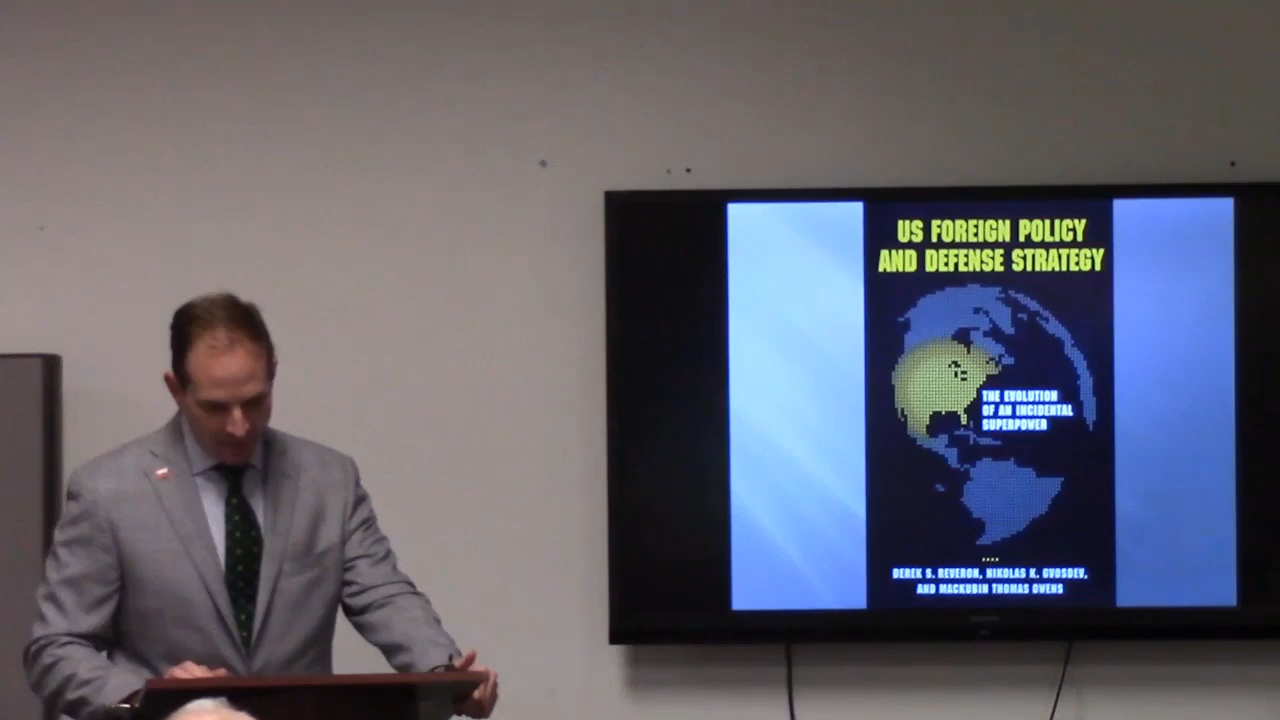 US FOREIGN POLICY
AND DEFENSE STRATEGY
THE EVOLUTION
OF AN INCIDENTAL
SUPERPOWER
DEREK S. REVERON, NIKOLAS K. GVOSDEV,
AND MACKUBIN THOMAS OWENS